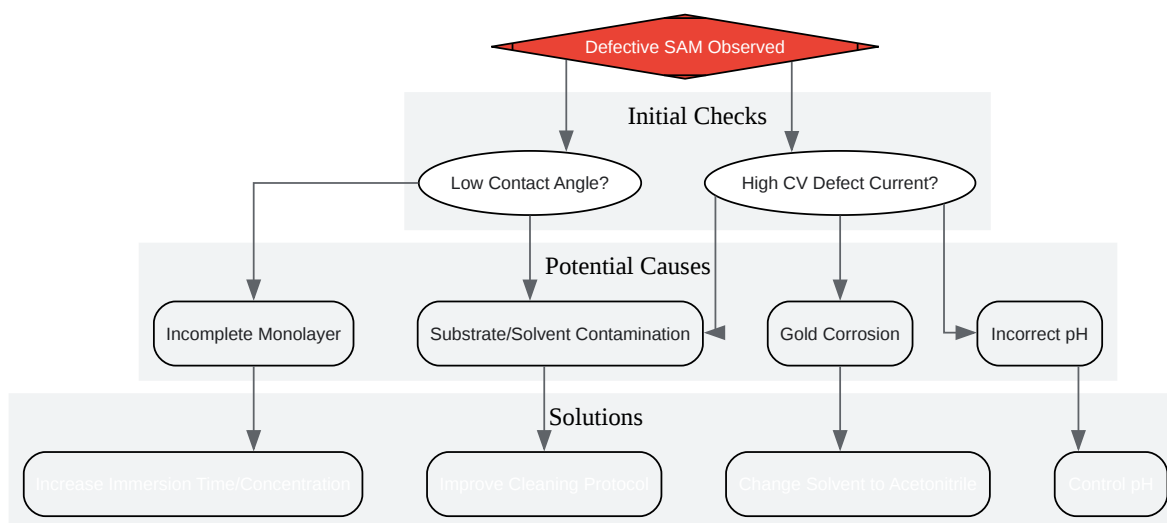 Defective SAM Observed
Initial Checks
Low Contact Angle?
High CV Defect Current?
Potential Causes
Incomplete Monolayer
Substrate/Solvent Contamination
Gold Corrosion
Incorrect pH
Solutions
Increase Immersion Time/Concentration
Improve Cleaning Protocol
Change Solvent to Acetonitrile
Control pH